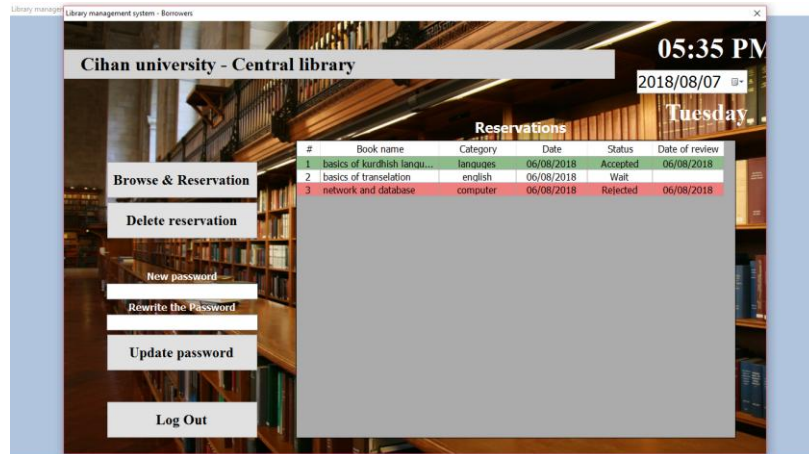 Library manage
Library management system - Borrowers
05:35 PM
Cihan university - Central library
2018/08/07
Tuesday
Reservations
# Book name Category Date Status Date of review
1 basics of kurdhish langu... languges 06/08/2018 Accepted 06/08/2018
2 basics of transelation english 06/08/2018 Wait
3 network and database computer 06/08/2018 Rejected 06/08/2018
Browse & Reservation
Delete reservation
New password
Rewrite the Password
Update password
Log Out